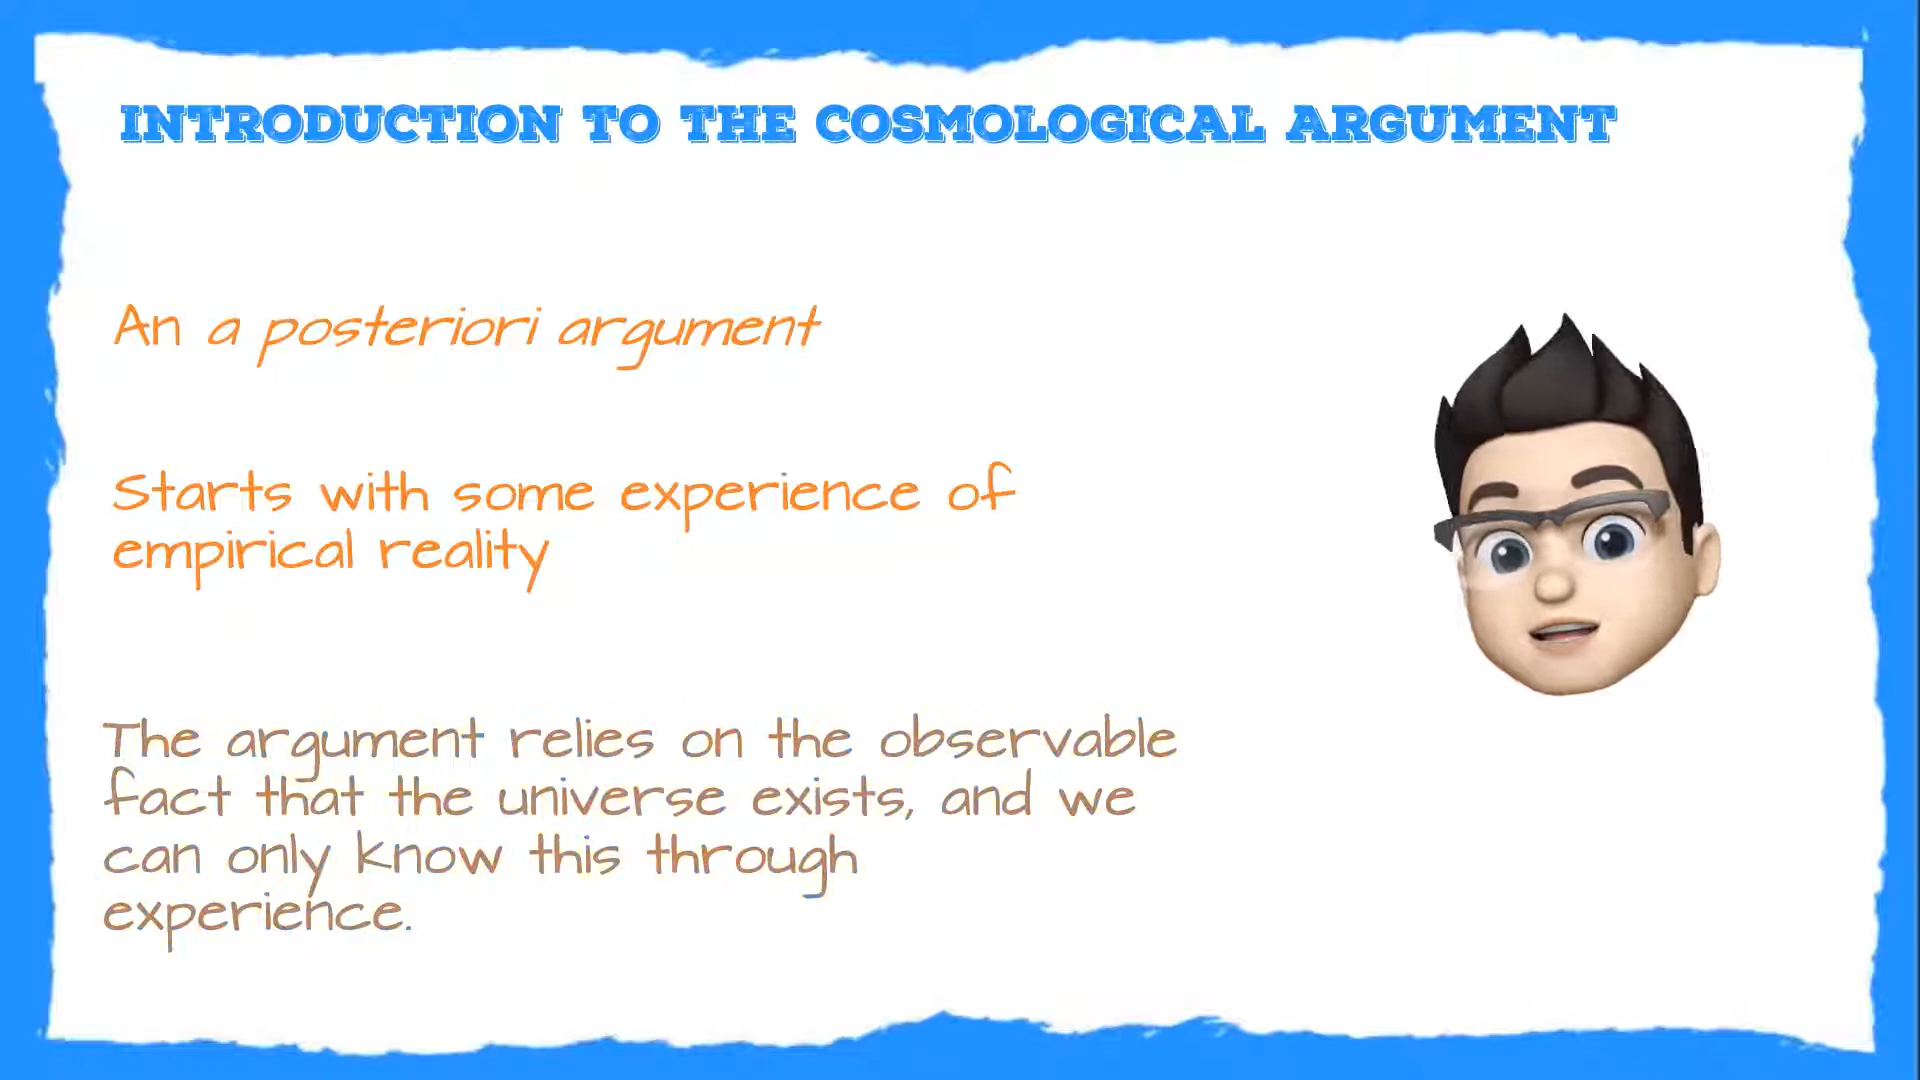 INTRODUCTION TO THE COSMOLOGICAL ARGUMENT
An a posteriori argument
Starts with some experience of
empirical reality
The argument relies on the observable
fact that the universe exists, and we
can only know this through
experience.